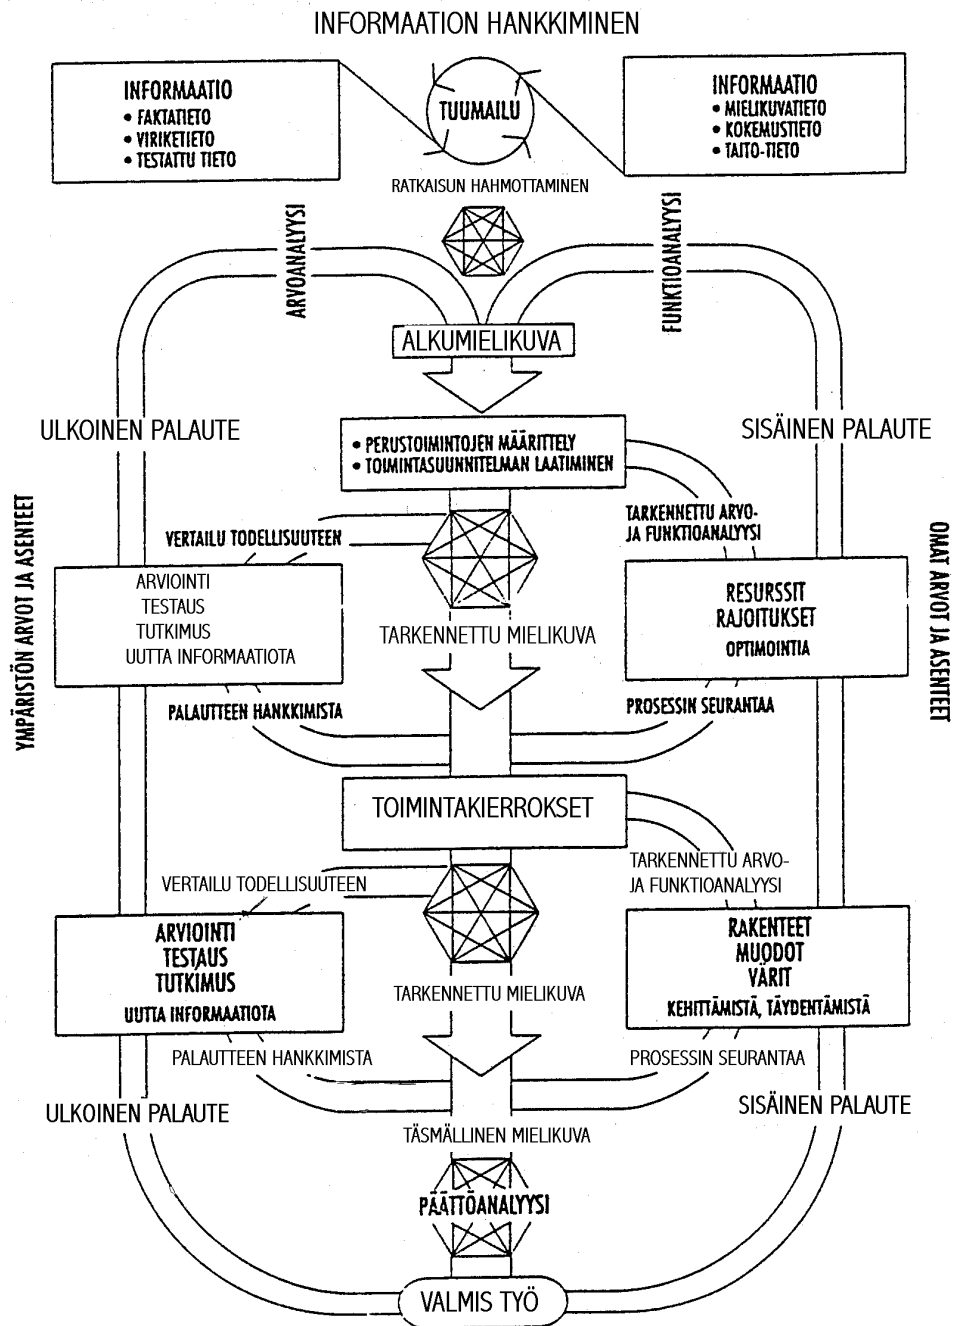 INFORMAATION HANKKIMINEN
INFORMAATIO
• FAKTATIETO
• VIRIKETIETO
• TESTATTU TIETO
TUUMAILU
INFORMAATIO
• MIELIKUVATIETO
• KOKEMUSTIETO
• TAITO-TIETO
RATKAISUN HAHMOTTAMINEN
ARVOANALYYSI
FUNKTIOANALYYSI
ALKUMIELIKUVA
ULKOINEN PALAUTE
SISÄINEN PALAUTE
• PERUSTOIMINTOJEN MÄÄRITTELY
• TOIMINTASUUNNITELMAN LAATIMINEN
YMPÄRISTÖN ARVOT JA ASENTEET
OMAT ARVOT JA ASENTEET
VERTAILU TODELLISUUTEEN
TARKENNETTU ARVO-
JA FUNKTIOANALYYSI
ARVIOINTI
TESTAUS
TUTKIMUS
UUTTA INFORMAATIOTA
RESURSSIT
RAJOITUKSET
OPTIMOINTIA
TARKENNETTU MIELIKUVA
PALAUTTEEN HANKKIMISTA
PROSESSIN SEURANTAA
TOIMINTAKIERROKSET
VERTAILU TODELLISUUTEEN
TARKENNETTU ARVO-
JA FUNKTIOANALYYSI
ARVIOINTI
TESTAUS
TUTKIMUS
UUTTA INFORMAATIOTA
RAKENTEET
MUODOT
VÄRIT
KEHITTÄMISTÄ, TÄYDENTÄMISTÄ
TARKENNETTU MIELIKUVA
PALAUTTEEN HANKKIMISTA
PROSESSIN SEURANTAA
ULKOINEN PALAUTE
SISÄINEN PALAUTE
TÄSMÄLLINEN MIELIKUVA
PÄÄTTÖANALYYSI
VALMIS TYÖ